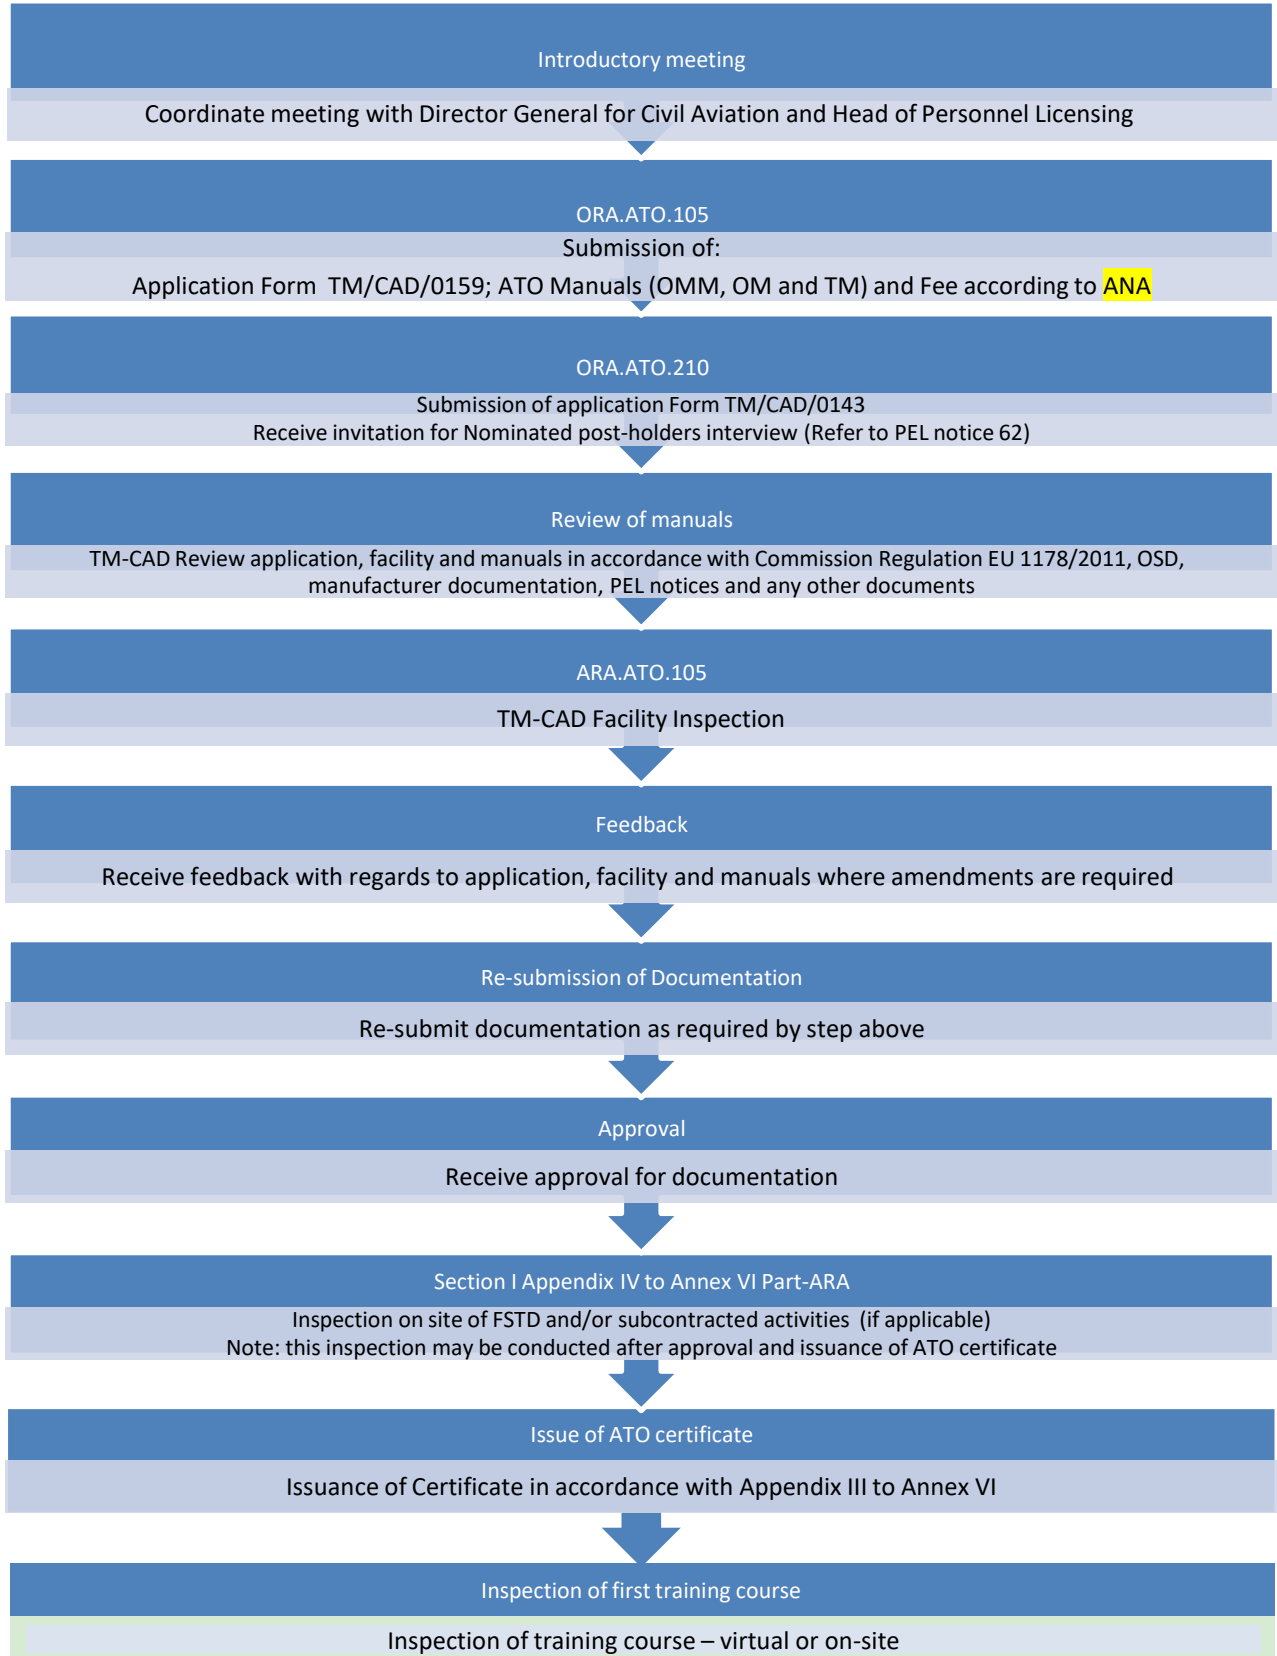 Introductory meeting
Coordinate meeting with Director General for Civil Aviation and Head of Personnel Licensing
ORA.ATO.105
Submission of:
Application Form TM/CAD/0159; ATO Manuals (OMM, OM and TM) and Fee according to ANA
ORA.ATO.210
Submission of application Form TM/CAD/0143
Receive invitation for Nominated post-holders interview (Refer to PEL notice 62)
Review of manuals
TM-CAD Review application, facility and manuals in accordance with Commission Regulation EU 1178/2011, OSD,
manufacturer documentation, PEL notices and any other documents
ARA.ATO.105
TM-CAD Facility Inspection
Feedback
Receive feedback with regards to application, facility and manuals where amendments are required
Re-submission of Documentation
Re-submit documentation as required by step above
Approval
Receive approval for documentation
Section I Appendix IV to Annex VI Part-ARA
Inspection on site of FSTD and/or subcontracted activities (if applicable)
Note: this inspection may be conducted after approval and issuance of ATO certificate
Issue of ATO certificate
Issuance of Certificate in accordance with Appendix III to Annex VI
Inspection of first training course
Inspection of training course – virtual or on-site